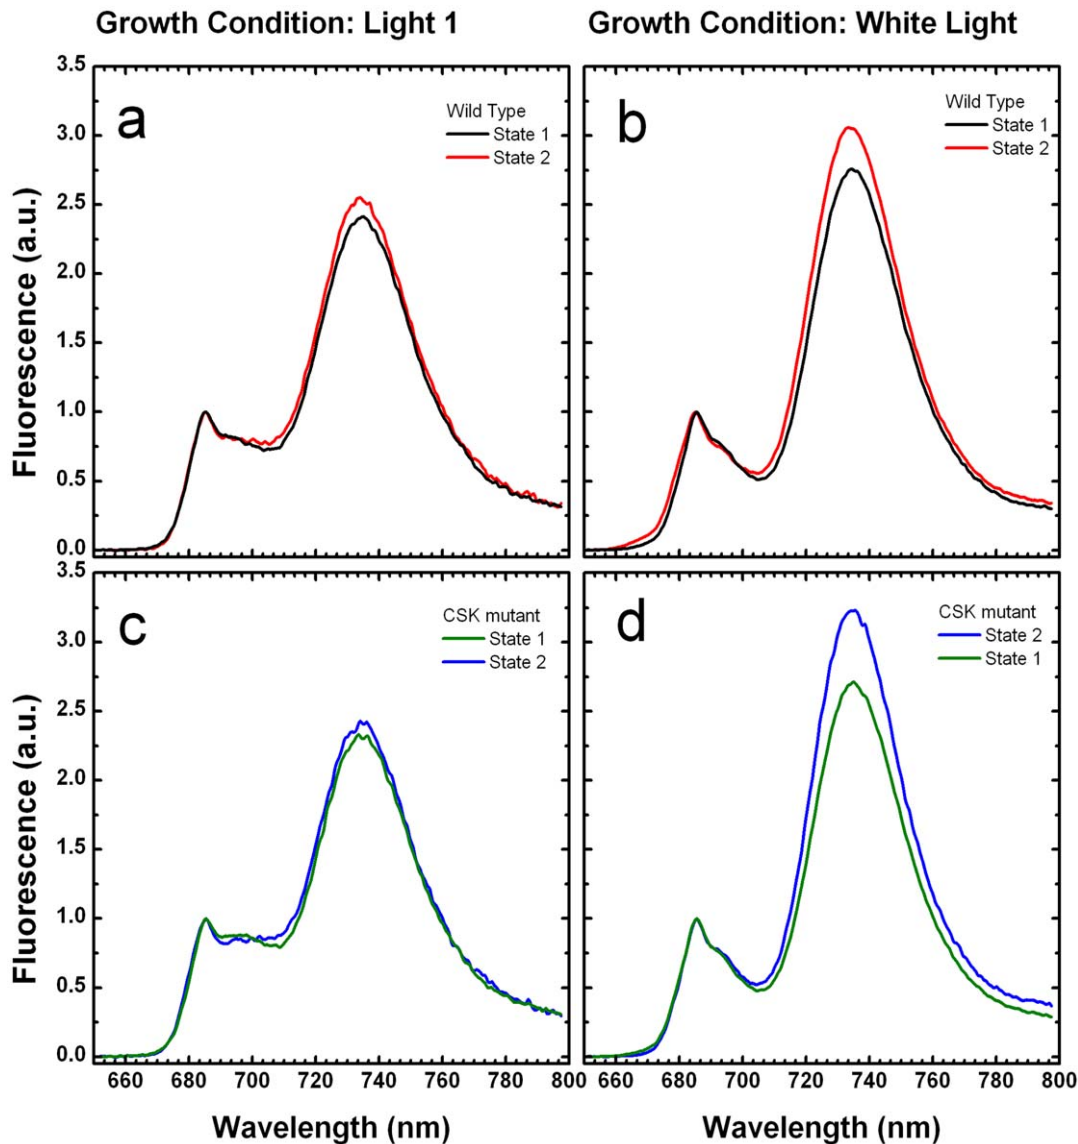 Growth Condition: Light 1
Growth Condition: White Light
a
Wild Type
State 1
State 2
b
Wild Type
State 1
State 2
3.5
3.0
2.5
2.0
1.5
1.0
0.5
0.0
Fluorescence (a.u.)
c
CSK mutant
State 1
State 2
d
CSK mutant
State 2
State 1
3.5
3.0
2.5
2.0
1.5
1.0
0.5
0.0
Fluorescence (a.u.)
660 680 700 720 740 760 780 800
660 680 700 720 740 760 780 800
Wavelength (nm)
Wavelength (nm)